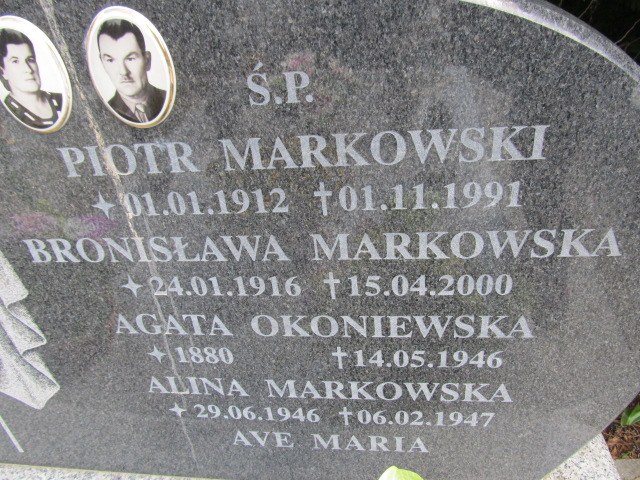 Ś.P.
PIOTR MARKOWSKI
✦01.01.1912 †01.11.1991
BRONISŁAWA MARKOWSKA
✦24.01.1916 †15.04.2000
AGATA OKONIEWSKA
✦1880 †14.05.1946
ALINA MARKOWSKA
✦29.06.1946 †06.02.1947
AVE MARIA